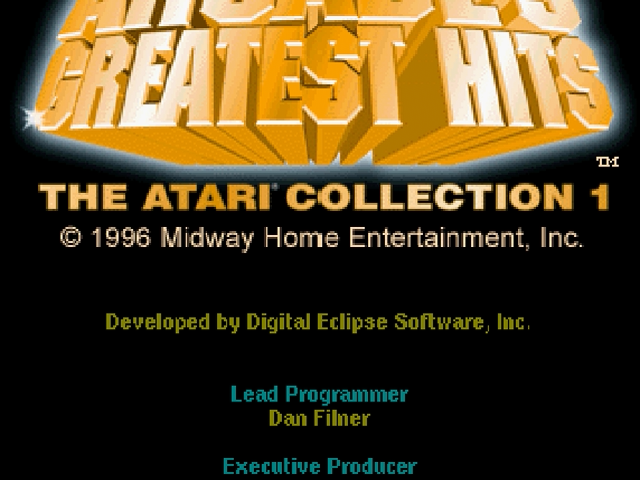 ARCADE'S
GREATEST HITS
TM
THE ATARI® COLLECTION 1
© 1996 Midway Home Entertainment, Inc.
Developed by Digital Eclipse Software, Inc.
Lead Programmer
Dan Filner
Executive Producer